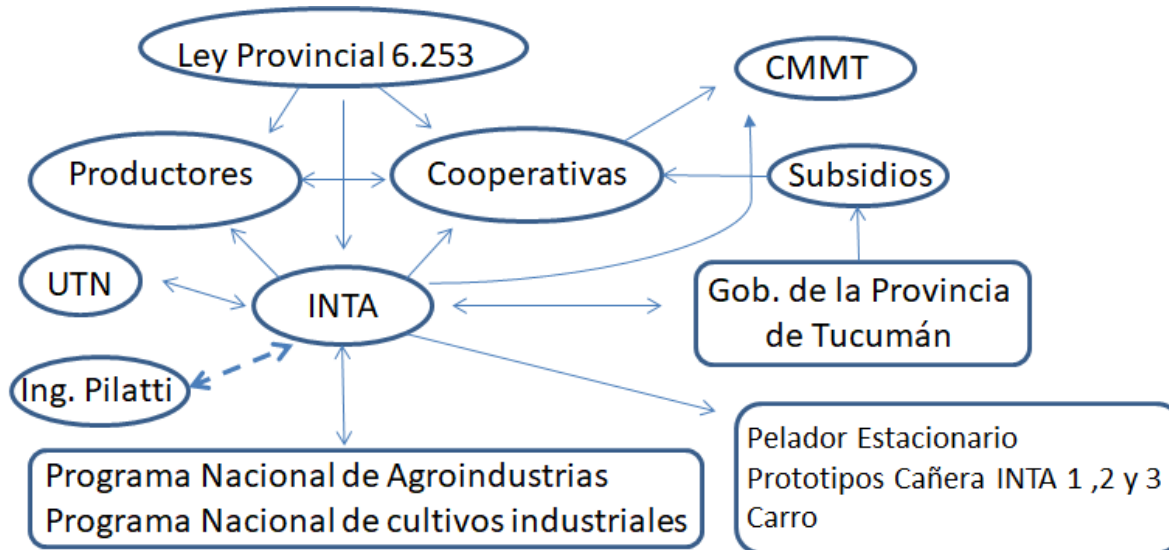 Ley Provincial 6.253
CMMT
Productores
Cooperativas
Subsidios
UTN
INTA
Gob. de la Provincia
de Tucumán
Ing. Pilatti
Programa Nacional de Agroindustrias
Programa Nacional de cultivos industriales
Pelador Estacionario
Prototipos Cañera INTA 1 ,2 y 3
Carro